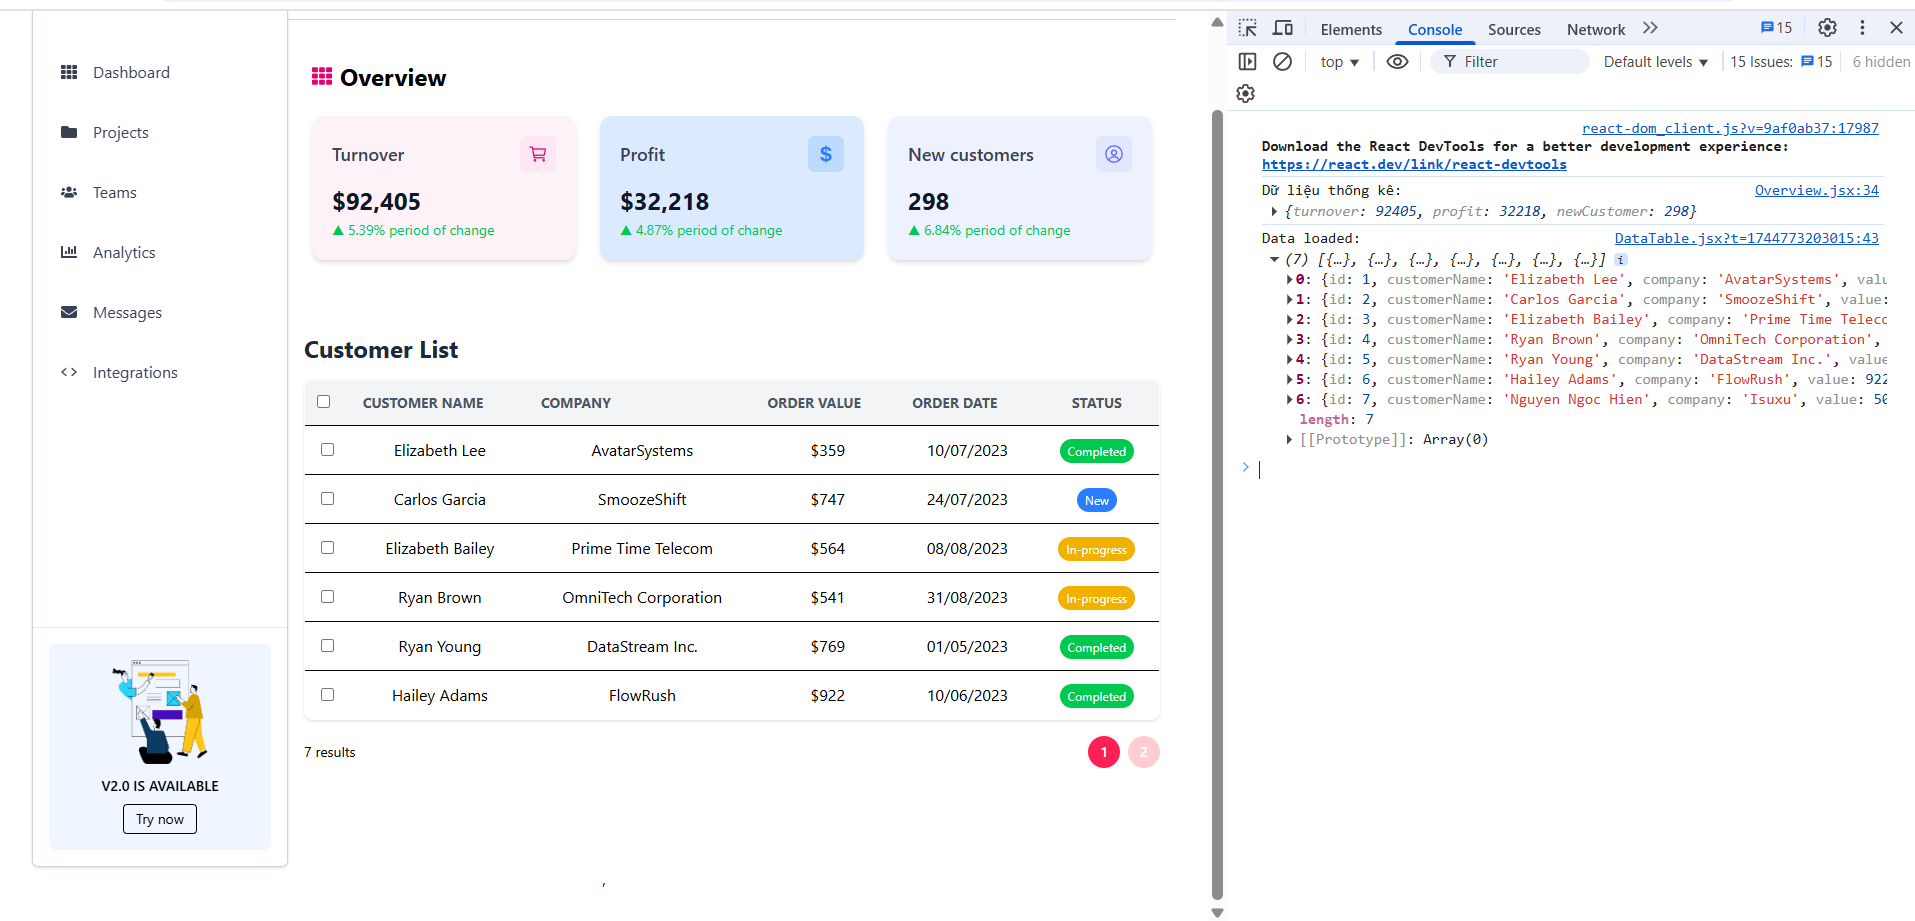 Dashboard
Projects
Teams
Analytics
Messages
Integrations
V2.0 IS AVAILABLE
Try now
Overview
Turnover
$92,405
▲ 5.39% period of change
Profit
$
$32,218
▲ 4.87% period of change
New customers
298
▲ 6.84% period of change
Customer List
CUSTOMER NAME COMPANY ORDER VALUE ORDER DATE STATUS
Elizabeth Lee AvatarSystems $359 10/07/2023 Completed
Carlos Garcia SmoozeShift $747 24/07/2023 New
Elizabeth Bailey Prime Time Telecom $564 08/08/2023 In-progress
Ryan Brown OmniTech Corporation $541 31/08/2023 In-progress
Ryan Young DataStream Inc. $769 01/05/2023 Completed
Hailey Adams FlowRush $922 10/06/2023 Completed
7 results 1 2
,
Elements Console Sources Network 15
top ▼ Filter Default levels ▼ 15 Issues: 15 6 hidden
react-dom_client.js?v=9af0ab37:17987
Download the React DevTools for a better development experience:
https://react.dev/link/react-devtools
Dữ liệu thống kê: Overview.jsx:34
{turnover: 92405, profit: 32218, newCustomer: 298}
Data loaded: DataTable.jsx?t=1744773203015:43
(7) [{…}, {…}, {…}, {…}, {…}, {…}, {…}] i
0: {id: 1, customerName: 'Elizabeth Lee', company: 'AvatarSystems', valu
1: {id: 2, customerName: 'Carlos Garcia', company: 'SmoozeShift', value:
2: {id: 3, customerName: 'Elizabeth Bailey', company: 'Prime Time Teleco
3: {id: 4, customerName: 'Ryan Brown', company: 'OmniTech Corporation',
4: {id: 5, customerName: 'Ryan Young', company: 'DataStream Inc.', value
5: {id: 6, customerName: 'Hailey Adams', company: 'FlowRush', value: 922
6: {id: 7, customerName: 'Nguyen Ngoc Hien', company: 'Isuxu', value: 50
length: 7
[[Prototype]]: Array(0)